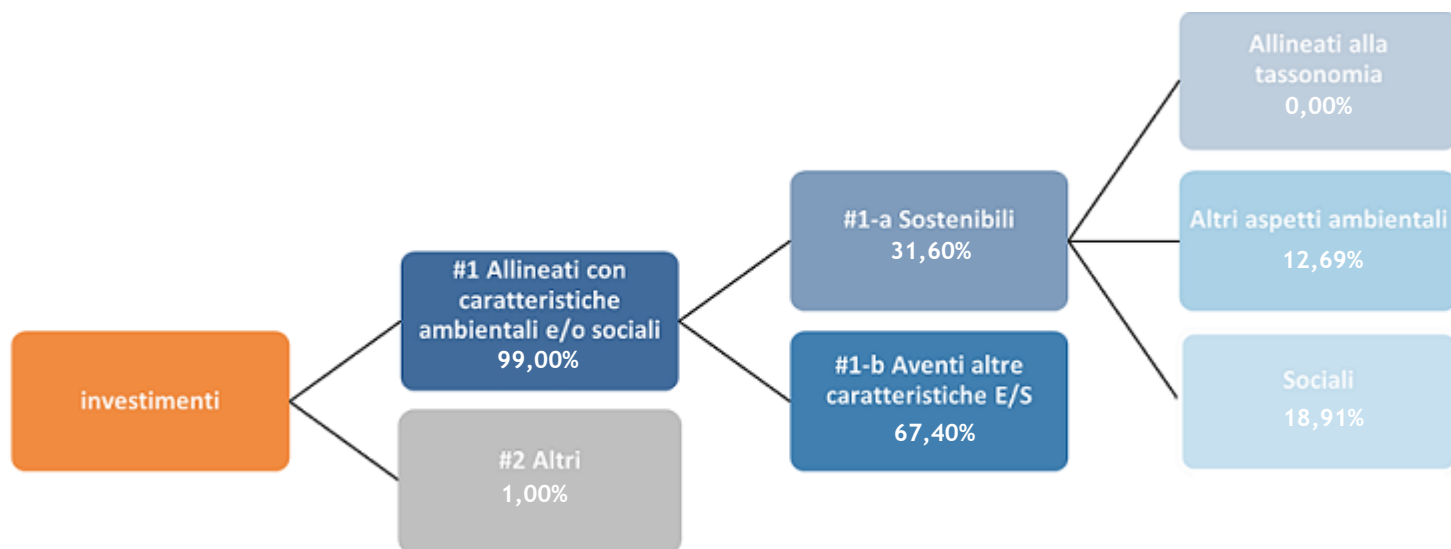 investimenti
#1 Allineati con
caratteristiche
ambientali e/o sociali
99,00%
#2 Altri
1,00%
#1-a Sostenibili
31,60%
#1-b Aventi altre
caratteristiche E/S
67,40%
Allineati alla
tassonomia
0,00%
Altri aspetti ambientali
12,69%
Sociali
18,91%